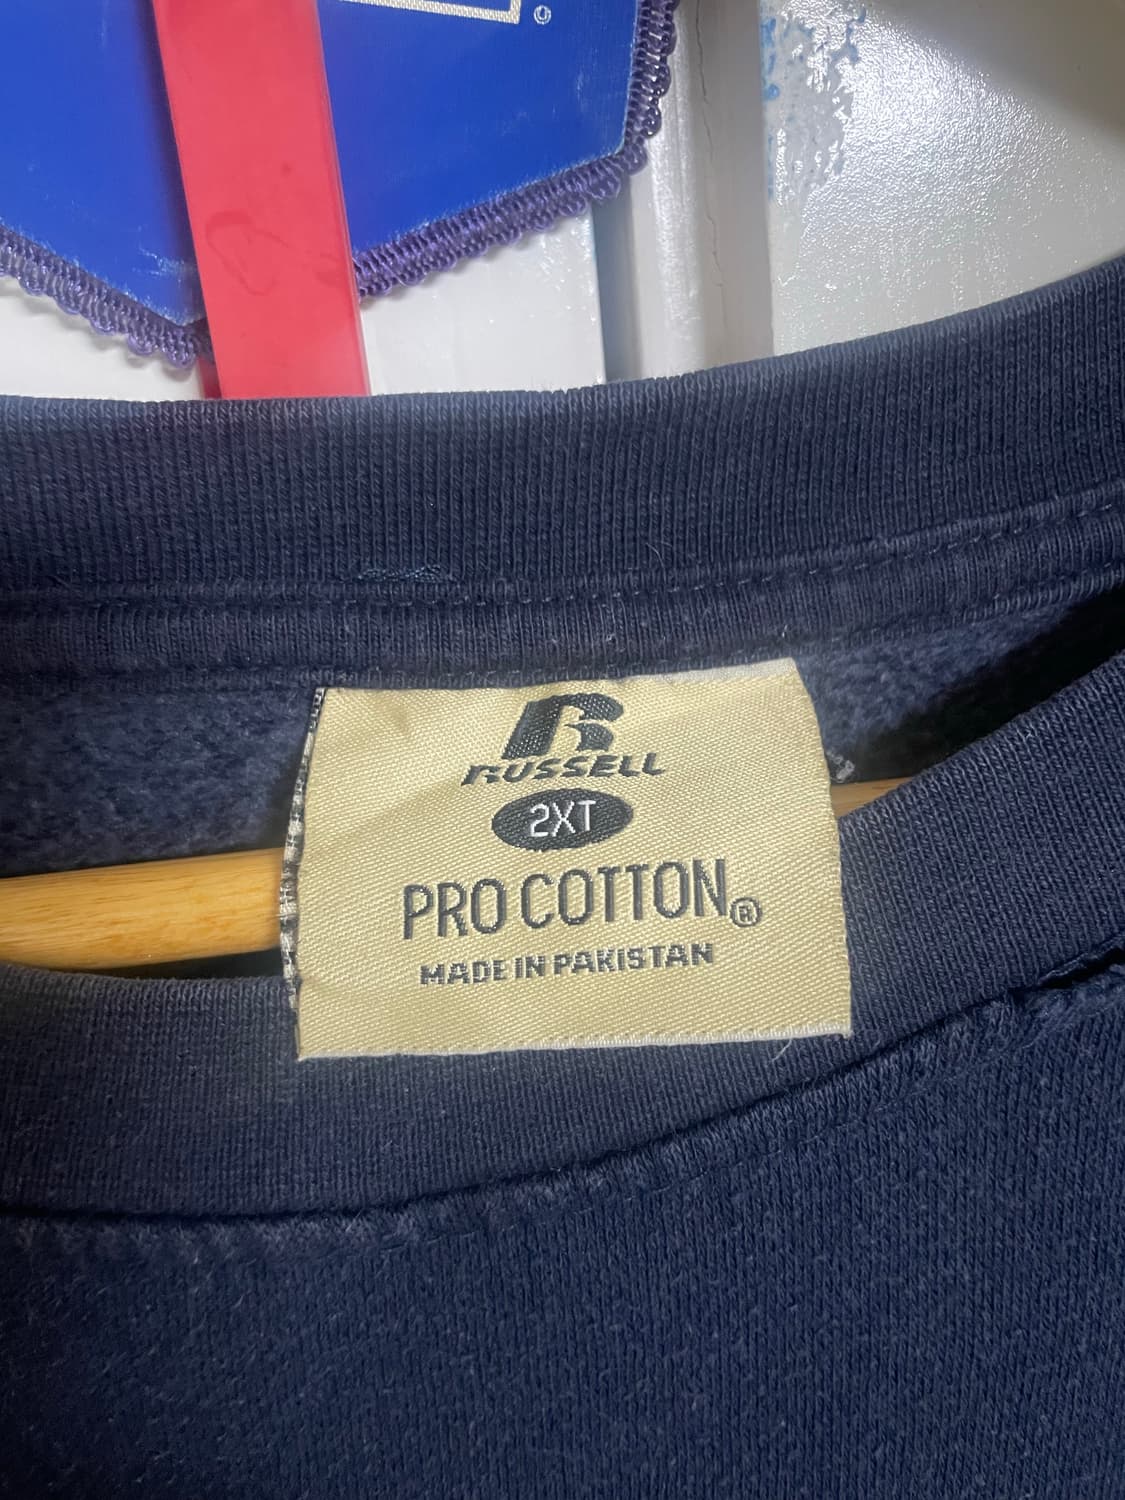 RUSSELL
2XT
PRO COTTON®
MADE IN PAKISTAN